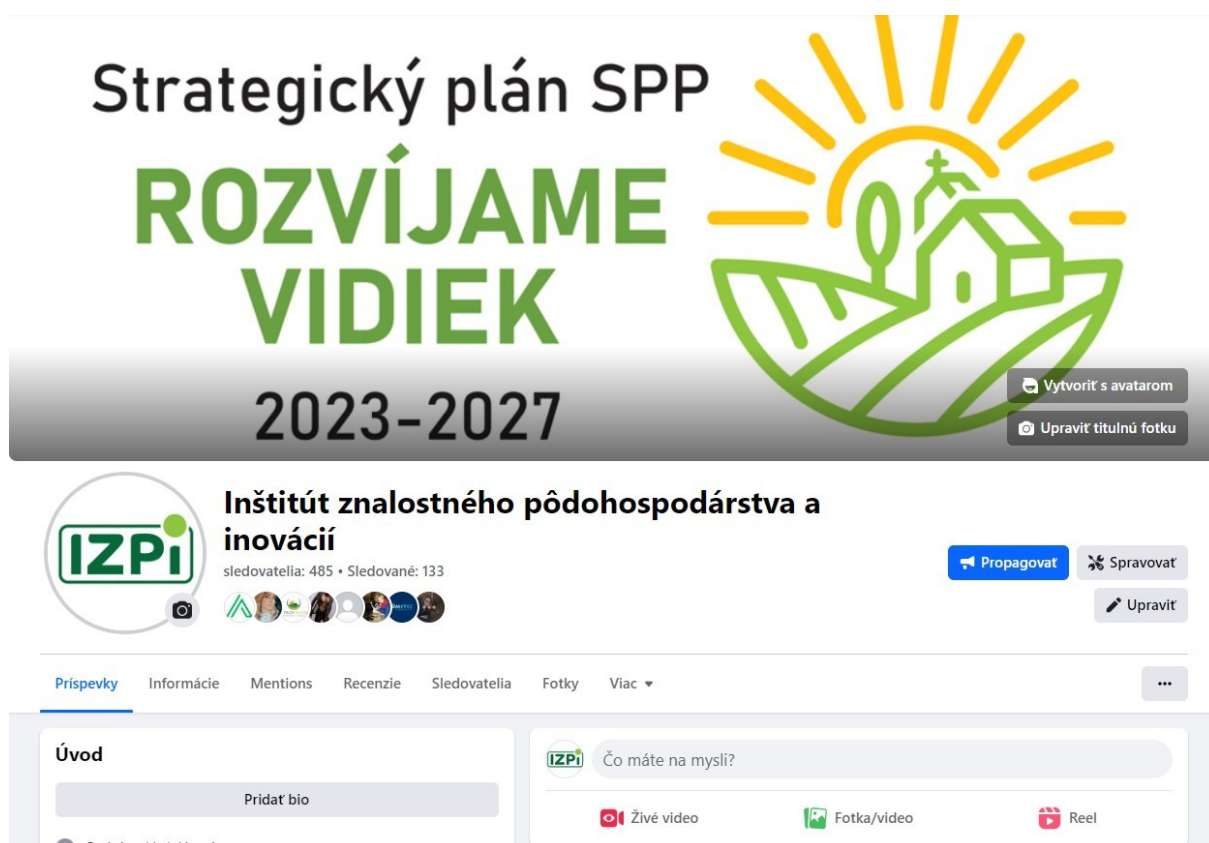 Strategický plán SPP
ROZVÍJAME
VIDIEK
2023-2027
Vytvoriť s avatarom
Upraviť titulnú fotku
IZPi
Inštitút znalostného pôdohospodárstva a
inovácií
sledovatelia: 485 • Sledované: 133
Propagovať
Spravovať
Upraviť
Príspevky
Informácie
Mentions
Recenzie
Sledovatelia
Fotky
Viac
Úvod
Pridať bio
IZPi
Čo máte na mysli?
Živé video
Fotka/video
Reel